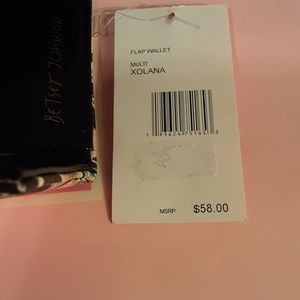 BETSEY JOHNSON
FLAP WALLET
MULTI
XOLANA
MSRP $58.00